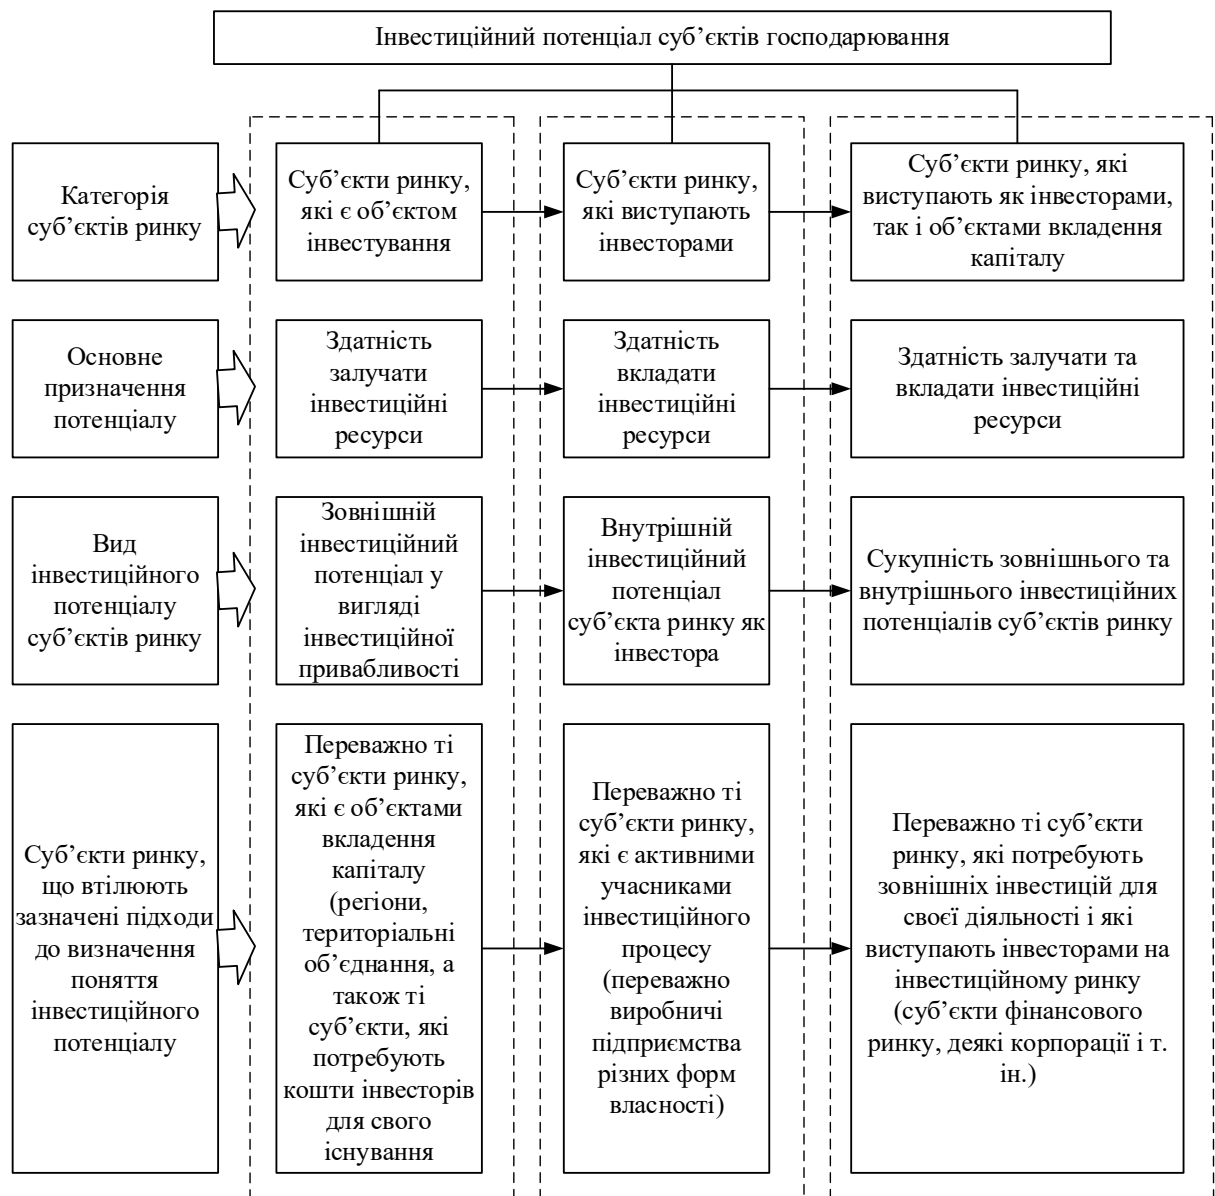 Інвестиційний потенціал суб’єктів господарювання
Категорія
суб’єктів ринку
Суб’єкти ринку,
які є об’єктом
інвестування
Суб’єкти ринку,
які виступають
інвесторами
Суб’єкти ринку, які
виступають як інвесторами,
так і об’єктами вкладення
капіталу
Основне
призначення
потенціалу
Здатність
залучати
інвестиційні
ресурси
Здатність
вкладати
інвестиційні
ресурси
Здатність залучати та
вкладати інвестиційні
ресурси
Вид
інвестиційного
потенціалу
суб’єктів ринку
Зовнішній
інвестиційний
потенціал у
вигляді
інвестиційної
привабливості
Внутрішній
інвестиційний
потенціал
суб’єкта ринку як
інвестора
Сукупність зовнішнього та
внутрішнього інвестиційних
потенціалів суб’єктів ринку
Суб’єкти ринку,
що втілюють
зазначені підходи
до визначення
поняття
інвестиційного
потенціалу
Переважно ті
суб’єкти ринку,
які є об’єктами
вкладення
капіталу
(регіони,
територіальні
об’єднання, а
також ті
суб’єкти, які
потребують
кошти інвесторів
для свого
існування
Переважно ті
суб’єкти ринку,
які є активними
учасниками
інвестиційного
процесу
(переважно
виробничі
підприємства
різних форм
власності)
Переважно ті суб’єкти
ринку, які потребують
зовнішніх інвестицій для
своєї діяльності і які
виступають інвесторами на
інвестиційному ринку
(суб’єкти фінансового
ринку, деякі корпорації і т.
ін.)